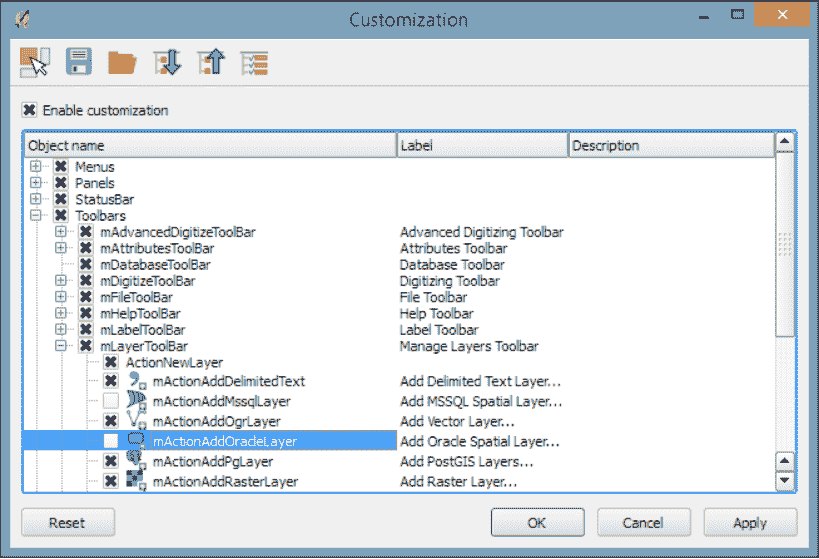 Customization
Enable customization
Object name Label Description
Menus
Panels
StatusBar
Toolbars
mAdvancedDigitizeToolBar Advanced Digitizing Toolbar
mAttributesToolBar Attributes Toolbar
mDatabaseToolBar Database Toolbar
mDigitizeToolBar Digitizing Toolbar
mFileToolBar File Toolbar
mHelpToolBar Help Toolbar
mLabelToolBar Label Toolbar
mLayerToolBar Manage Layers Toolbar
ActionNewLayer
mActionAddDelimitedText Add Delimited Text Layer...
mActionAddMssqlLayer Add MSSQL Spatial Layer...
mActionAddOgrLayer Add Vector Layer...
mActionAddOracleLayer Add Oracle Spatial Layer...
mActionAddPgLayer Add PostGIS Layers...
mActionAddRasterLayer Add Raster Layer...
Reset OK Cancel Apply